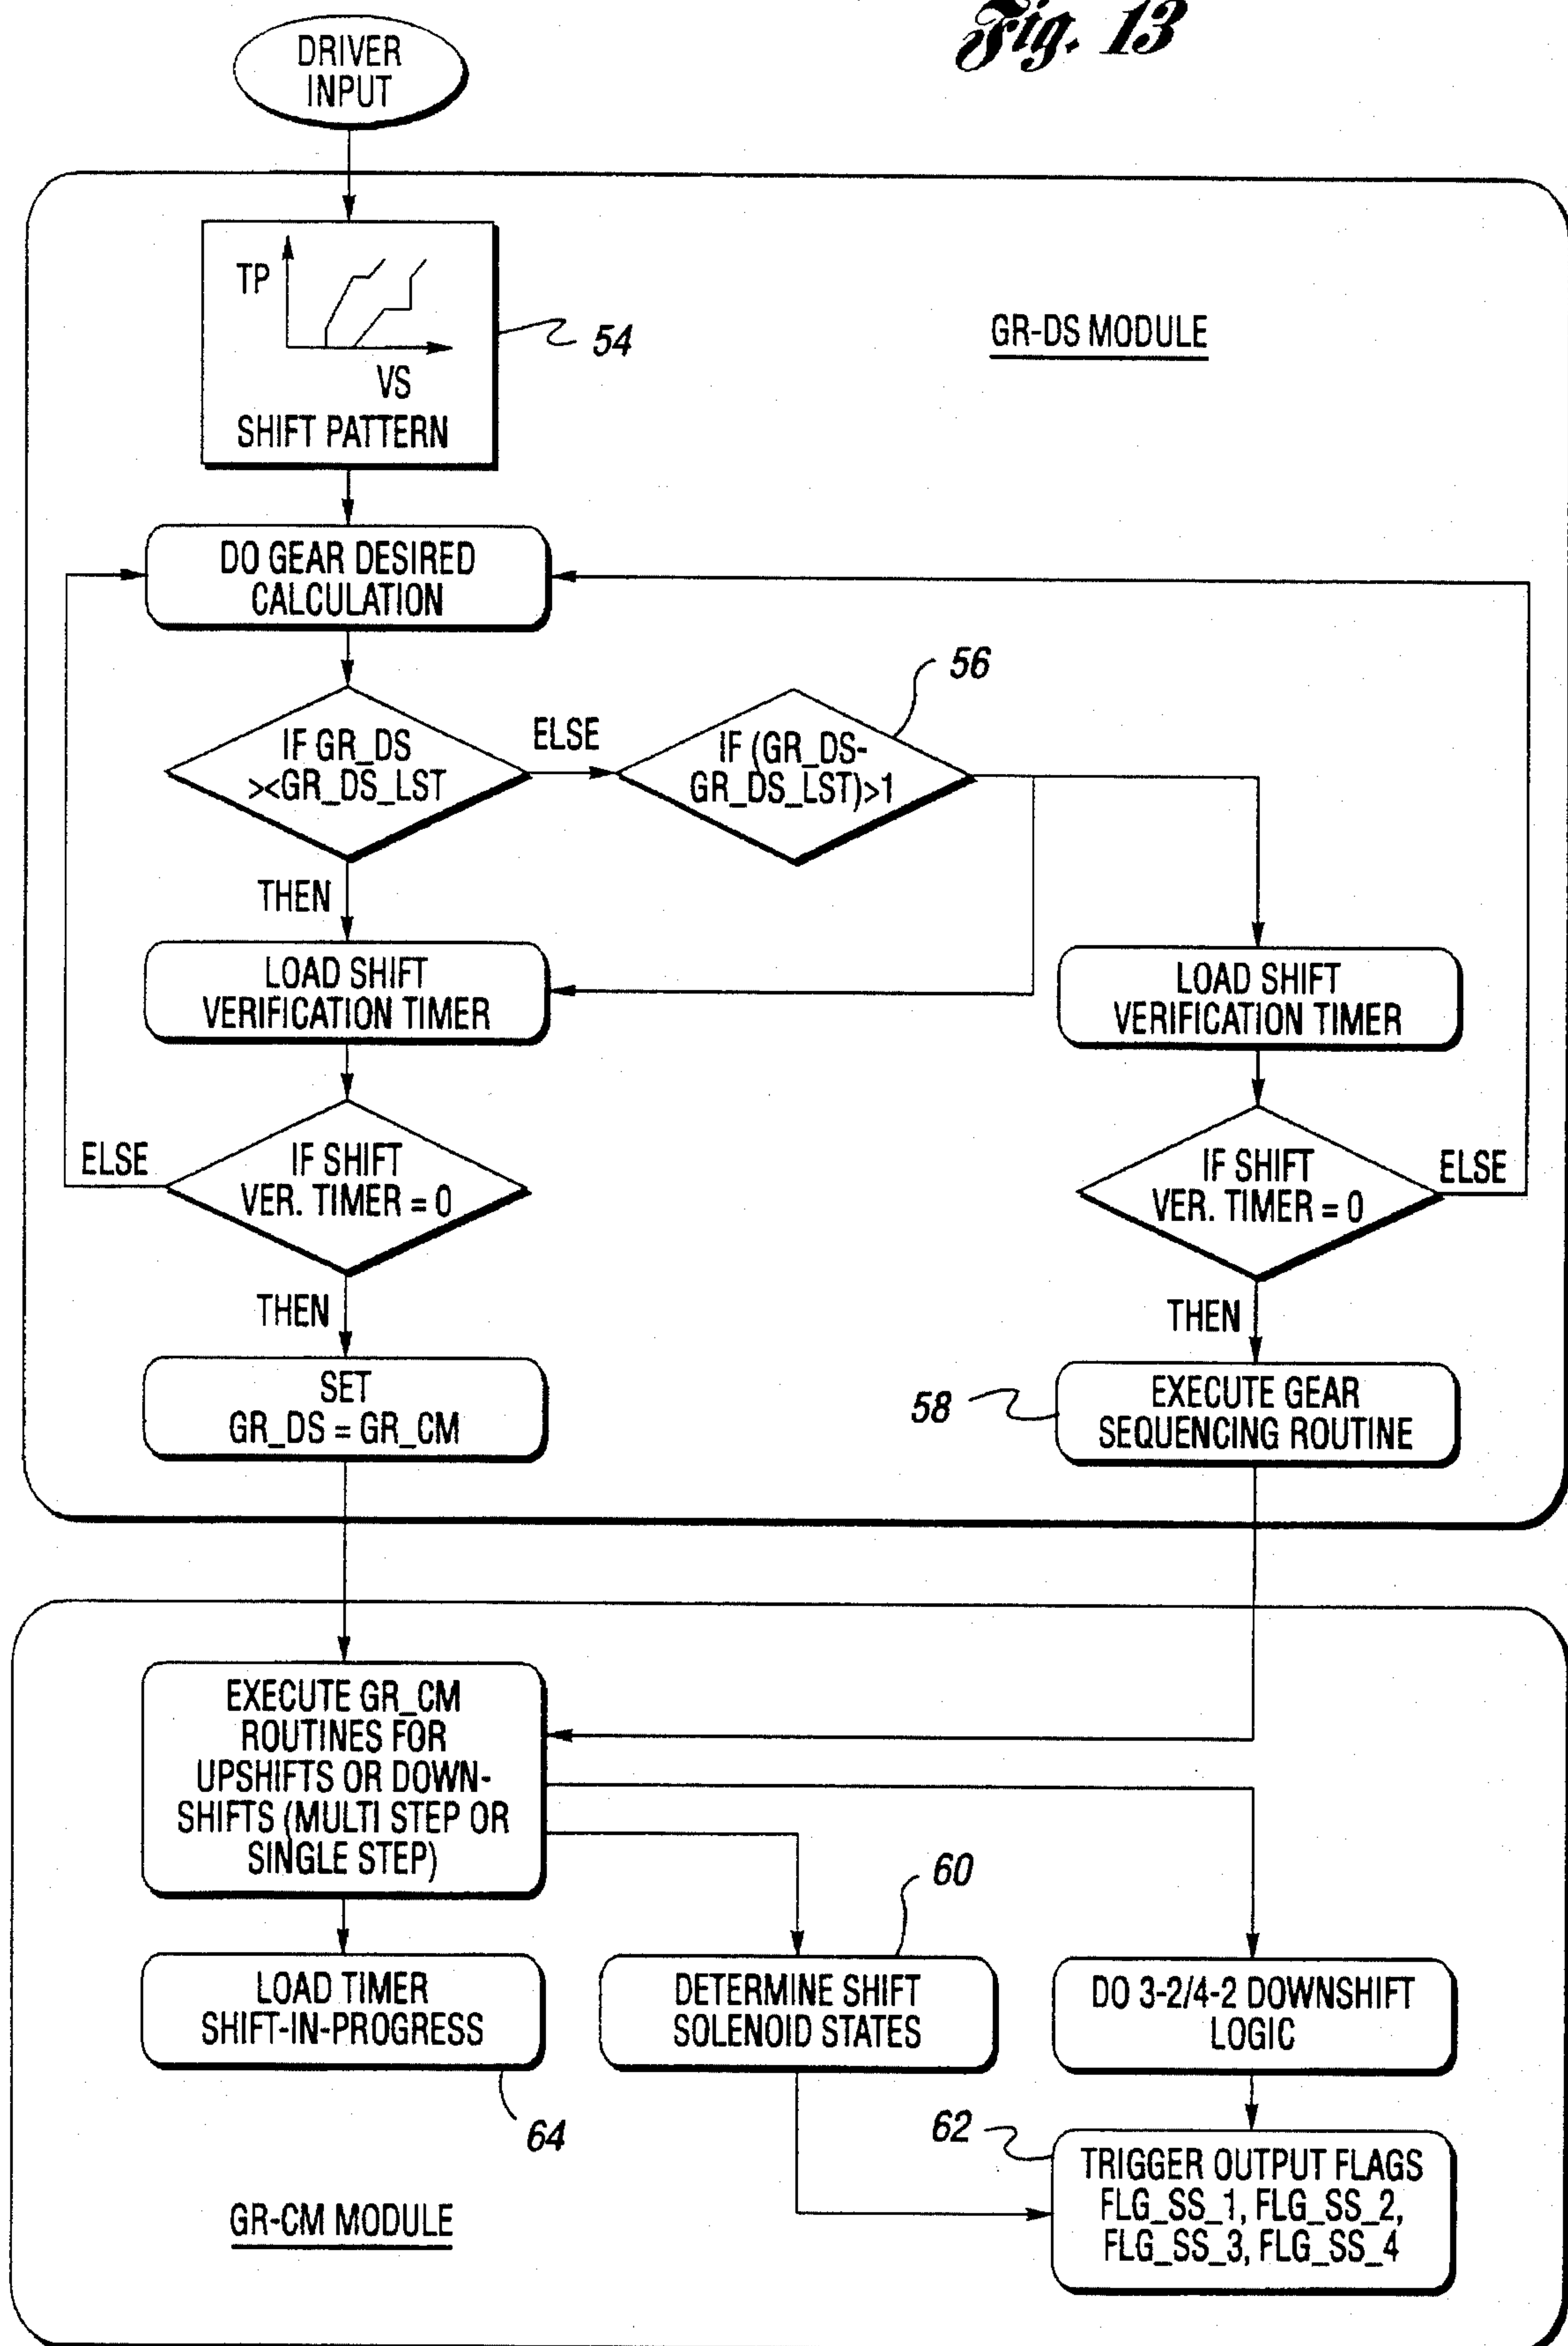 Fig. 13
DRIVER
INPUT
TP
VS
SHIFT PATTERN
54
GR-DS MODULE
DO GEAR DESIRED
CALCULATION
IF GR_DS
><GR_DS_LST
ELSE
IF (GR_DS-
GR_DS_LST)>1
56
THEN
LOAD SHIFT
VERIFICATION TIMER
LOAD SHIFT
VERIFICATION TIMER
ELSE
IF SHIFT
VER. TIMER = 0
IF SHIFT
VER. TIMER = 0
ELSE
THEN
THEN
SET
GR_DS = GR_CM
58
EXECUTE GEAR
SEQUENCING ROUTINE
EXECUTE GR_CM
ROUTINES FOR
UPSHIFTS OR DOWN-
SHIFTS (MULTI STEP OR
SINGLE STEP)
60
LOAD TIMER
SHIFT-IN-PROGRESS
DETERMINE SHIFT
SOLENOID STATES
DO 3-2/4-2 DOWNSHIFT
LOGIC
64
62
TRIGGER OUTPUT FLAGS
FLG_SS_1, FLG_SS_2,
FLG_SS_3, FLG_SS_4
GR-CM MODULE